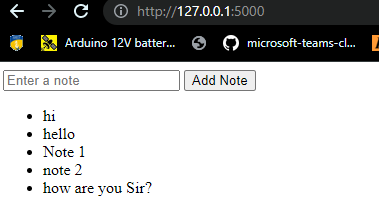 http://127.0.0.1:5000
Arduino 12V batter...
microsoft-teams-cl...
Enter a note
Add Note
hi
hello
Note 1
note 2
how are you Sir?